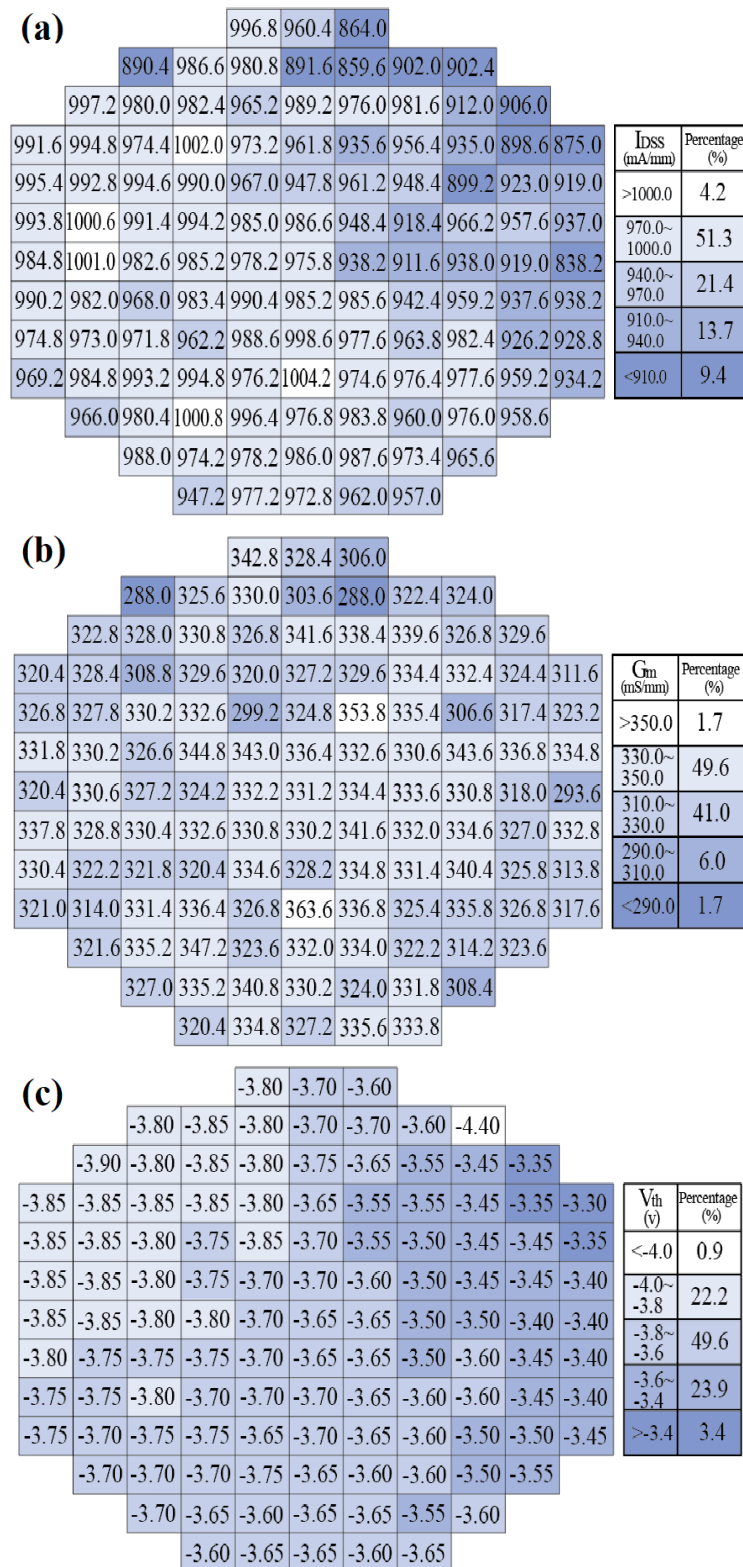 (a)
996.8 960.4 864.0
890.4 986.6 980.8 891.6 859.6 902.0 902.4
997.2 980.0 982.4 965.2 989.2 976.0 981.6 912.0 906.0
991.6 994.8 974.4 1002.0 973.2 961.8 935.6 956.4 935.0 898.6 875.0
995.4 992.8 994.6 990.0 967.0 947.8 961.2 948.4 899.2 923.0 919.0
993.8 1000.6 991.4 994.2 985.0 986.6 948.4 918.4 966.2 957.6 937.0
984.8 1001.0 982.6 985.2 978.2 975.8 938.2 911.6 938.0 919.0 838.2
990.2 982.0 968.0 983.4 990.4 985.2 985.6 942.4 959.2 937.6 938.2
974.8 973.0 971.8 962.2 988.6 998.6 977.6 963.8 982.4 926.2 928.8
969.2 984.8 993.2 994.8 976.2 1004.2 974.6 976.4 977.6 959.2 934.2
966.0 980.4 1000.8 996.4 976.8 983.8 960.0 976.0 958.6
988.0 974.2 978.2 986.0 987.6 973.4 965.6
947.2 977.2 972.8 962.0 957.0
IDSS Percentage
(mA/mm) (%)
>1000.0 4.2
970.0~
1000.0 51.3
940.0~
970.0 21.4
910.0~
940.0 13.7
<910.0 9.4
(b)
342.8 328.4 306.0
288.0 325.6 330.0 303.6 288.0 322.4 324.0
322.8 328.0 330.8 326.8 341.6 338.4 339.6 326.8 329.6
320.4 328.4 308.8 329.6 320.0 327.2 329.6 334.4 332.4 324.4 311.6
326.8 327.8 330.2 332.6 299.2 324.8 353.8 335.4 306.6 317.4 323.2
331.8 330.2 326.6 344.8 343.0 336.4 332.6 330.6 343.6 336.8 334.8
320.4 330.6 327.2 324.2 332.2 331.2 334.4 333.6 330.8 318.0 293.6
337.8 328.8 330.4 332.6 330.8 330.2 341.6 332.0 334.6 327.0 332.8
330.4 322.2 321.8 320.4 334.6 328.2 334.8 331.4 340.4 325.8 313.8
321.0 314.0 331.4 336.4 326.8 363.6 336.8 325.4 335.8 326.8 317.6
321.6 335.2 347.2 323.6 332.0 334.0 322.2 314.2 323.6
327.0 335.2 340.8 330.2 324.0 331.8 308.4
320.4 334.8 327.2 335.6 333.8
Gm Percentage
(mS/mm) (%)
>350.0 1.7
330.0~
350.0 49.6
310.0~
330.0 41.0
290.0~
310.0 6.0
<290.0 1.7
(c)
-3.80 -3.70 -3.60
-3.80 -3.85 -3.80 -3.70 -3.70 -3.60 -4.40
-3.90 -3.80 -3.85 -3.80 -3.75 -3.65 -3.55 -3.45 -3.35
-3.85 -3.85 -3.85 -3.85 -3.80 -3.65 -3.55 -3.55 -3.45 -3.35 -3.30
-3.85 -3.85 -3.80 -3.75 -3.85 -3.70 -3.55 -3.50 -3.45 -3.45 -3.35
-3.85 -3.85 -3.80 -3.75 -3.70 -3.70 -3.60 -3.50 -3.45 -3.45 -3.40
-3.85 -3.85 -3.80 -3.80 -3.70 -3.65 -3.65 -3.50 -3.50 -3.40 -3.40
-3.80 -3.75 -3.75 -3.75 -3.70 -3.65 -3.65 -3.50 -3.60 -3.45 -3.40
-3.75 -3.75 -3.80 -3.70 -3.70 -3.70 -3.65 -3.60 -3.60 -3.45 -3.40
-3.75 -3.70 -3.75 -3.75 -3.65 -3.70 -3.65 -3.60 -3.50 -3.50 -3.45
-3.70 -3.70 -3.70 -3.75 -3.65 -3.60 -3.60 -3.50 -3.55
-3.70 -3.65 -3.60 -3.65 -3.65 -3.55 -3.60
-3.60 -3.65 -3.65 -3.60 -3.65
Vth Percentage
(v) (%)
<-4.0 0.9
-4.0~
-3.8 22.2
-3.8~
-3.6 49.6
-3.6~
-3.4 23.9
>-3.4 3.4